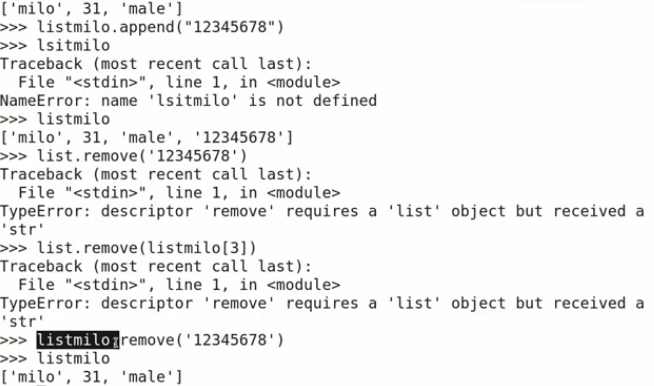 ['milo', 31, 'male']
>>> listmilo.append("12345678")
>>> lsitmilo
Traceback (most recent call last):
  File "<stdin>", line 1, in <module>
NameError: name 'lsitmilo' is not defined
>>> listmilo
['milo', 31, 'male', '12345678']
>>> list.remove('12345678')
Traceback (most recent call last):
  File "<stdin>", line 1, in <module>
TypeError: descriptor 'remove' requires a 'list' object but received a
'str'
>>> list.remove(listmilo[3])
Traceback (most recent call last):
  File "<stdin>", line 1, in <module>
TypeError: descriptor 'remove' requires a 'list' object but received a
'str'
>>> listmilo.remove('12345678')
>>> listmilo
['milo', 31, 'male']